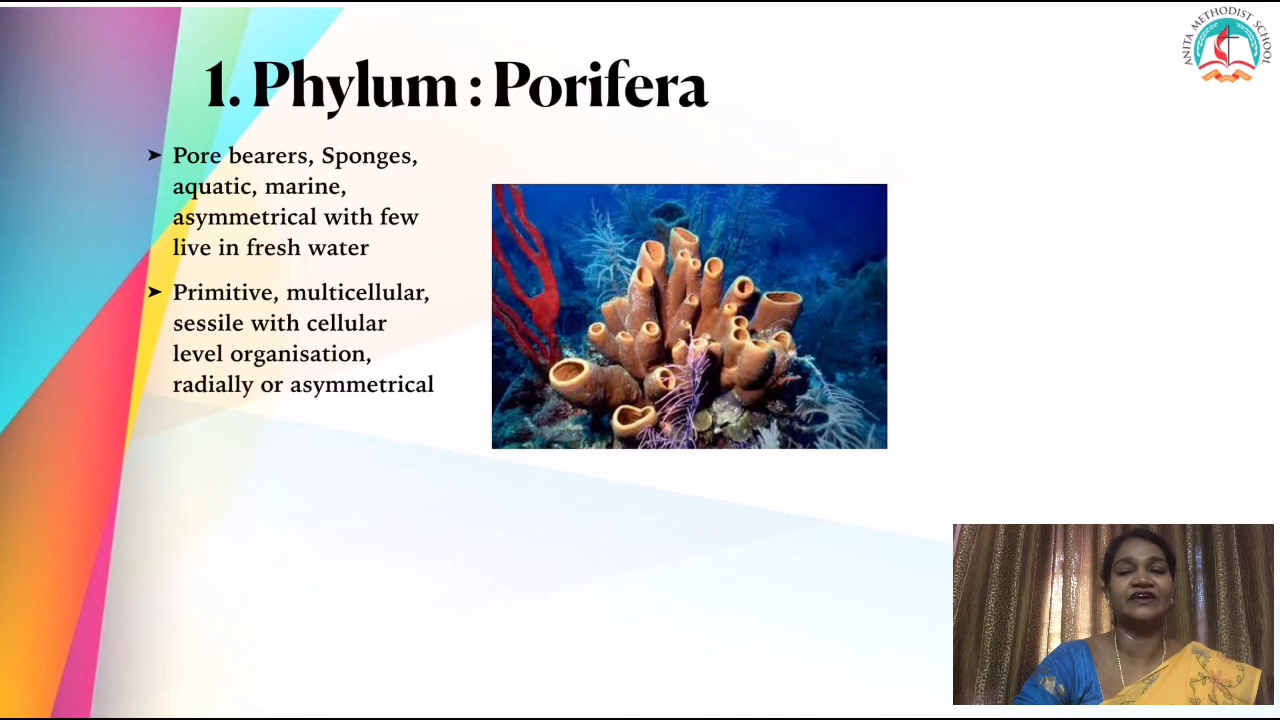 ANITA METHODIST SCHOOL
1. Phylum : Porifera
➤ Pore bearers, Sponges,
aquatic, marine,
asymmetrical with few
live in fresh water
➤ Primitive, multicellular,
sessile with cellular
level organisation,
radially or asymmetrical